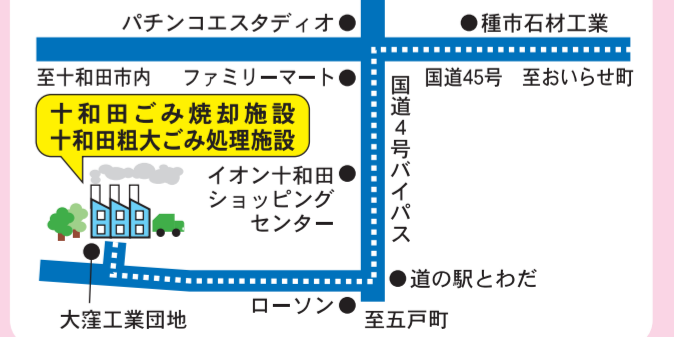 パチンコエスタディオ●
●種市石材工業
至十和田市内
ファミリーマート●
国道45号
至おいらせ町
国道4号バイパス
十和田ごみ焼却施設
十和田粗大ごみ処理施設
イオン十和田●
ショッピング
センター
●道の駅とわだ
ローソン●
至五戸町
大窪工業団地